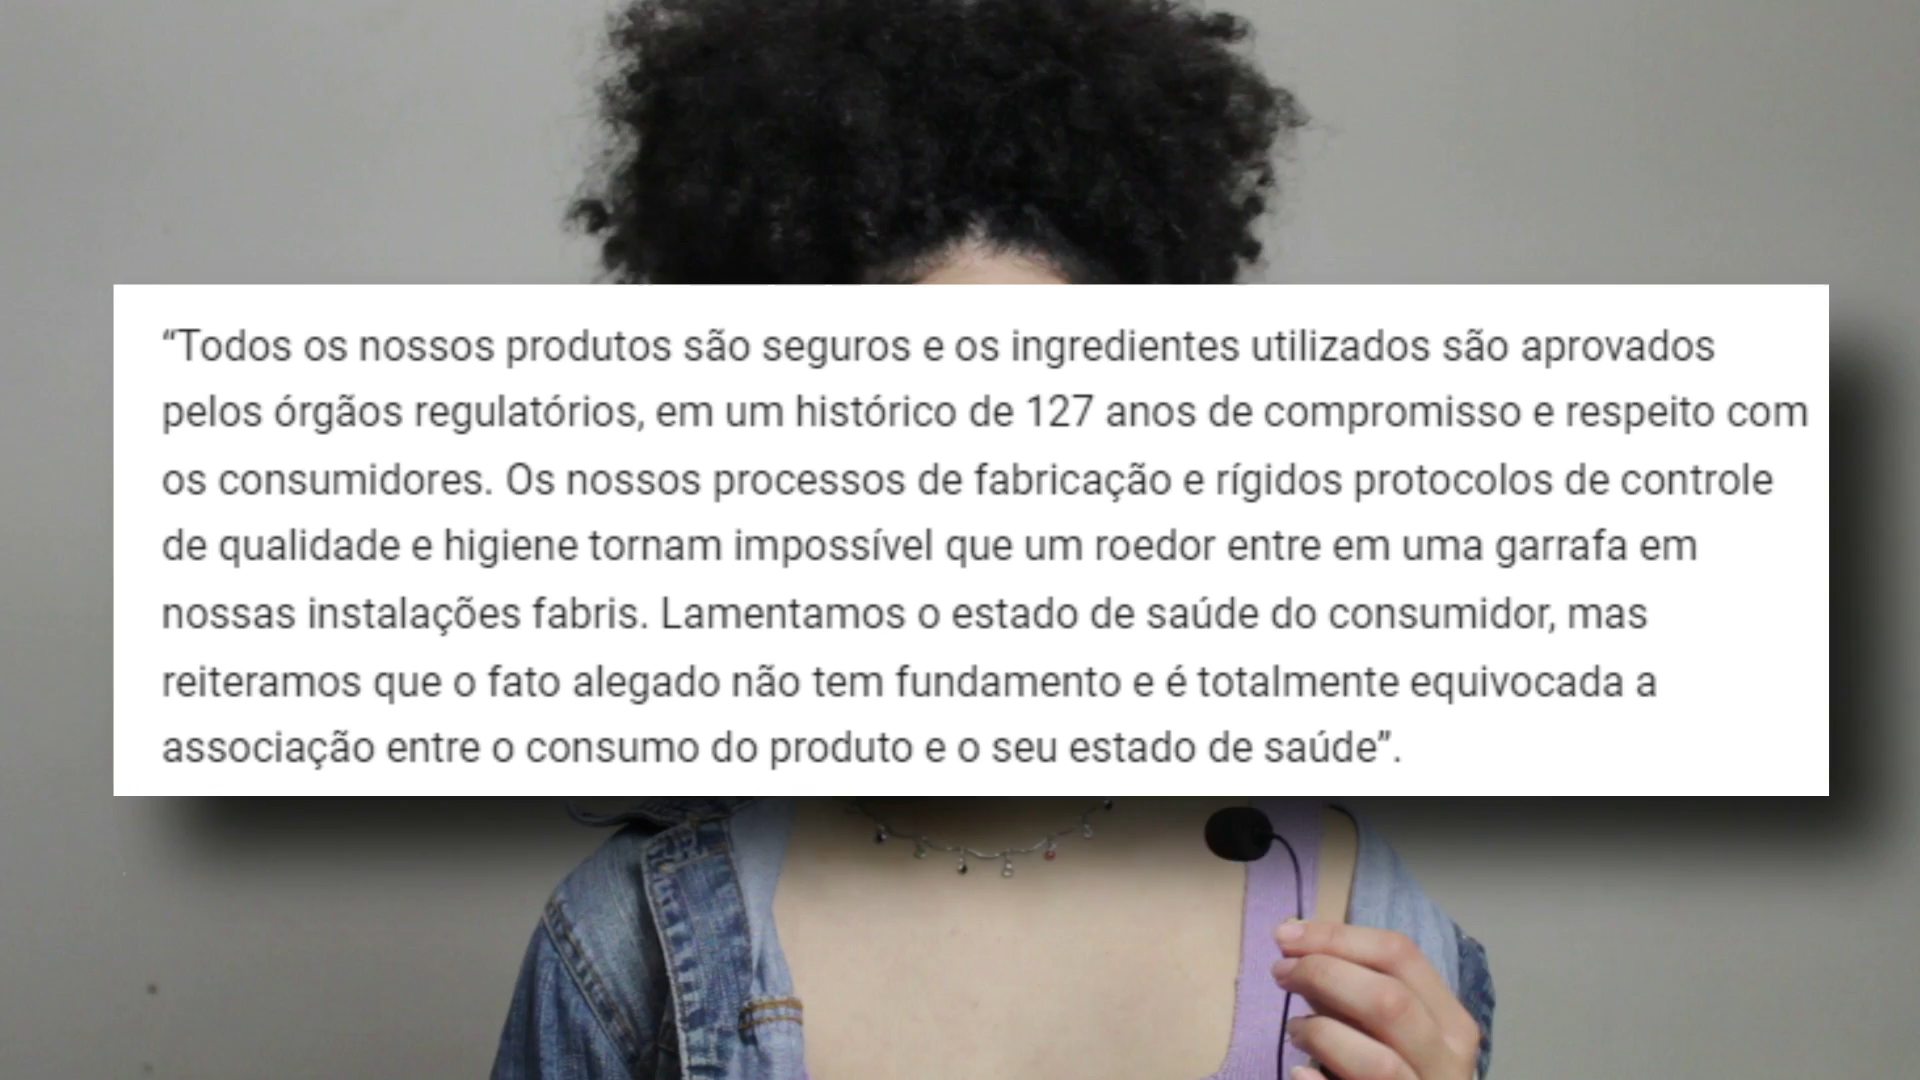 “Todos os nossos produtos são seguros e os ingredientes utilizados são aprovados
pelos órgãos regulatórios, em um histórico de 127 anos de compromisso e respeito com
os consumidores. Os nossos processos de fabricação e rígidos protocolos de controle
de qualidade e higiene tornam impossível que um roedor entre em uma garrafa em
nossas instalações fabris. Lamentamos o estado de saúde do consumidor, mas
reiteramos que o fato alegado não tem fundamento e é totalmente equivocada a
associação entre o consumo do produto e o seu estado de saúde”.